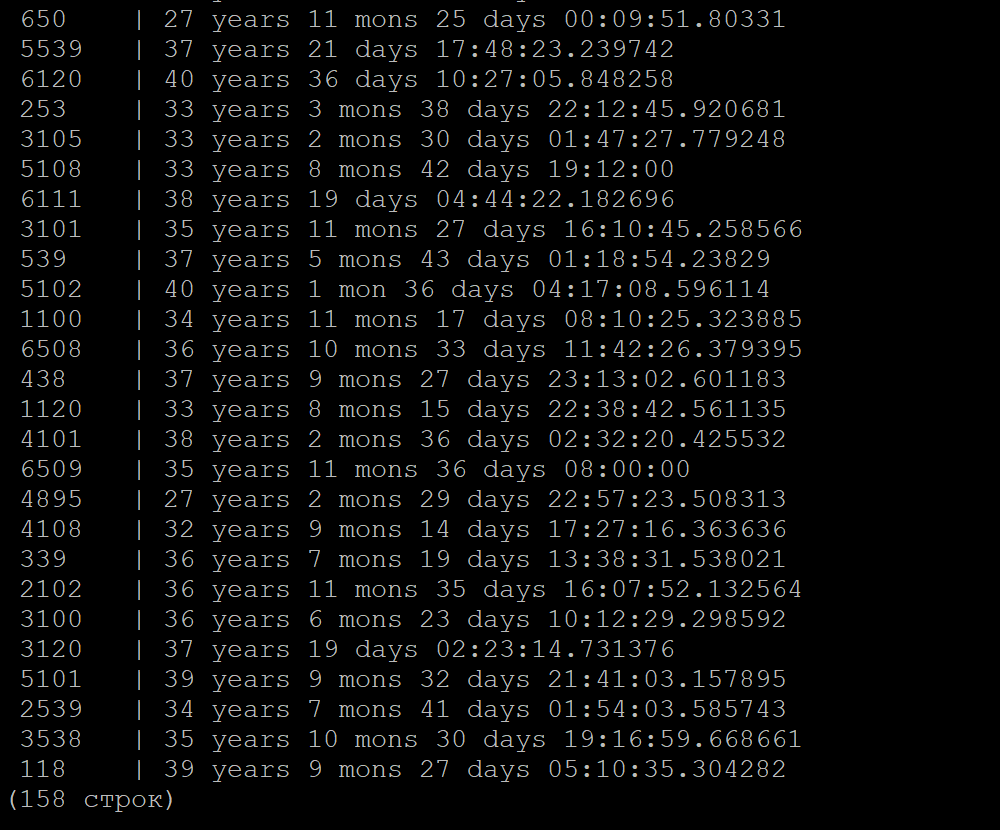 650 | 27 years 11 mons 25 days 00:09:51.80331
5539 | 37 years 21 days 17:48:23.239742
6120 | 40 years 36 days 10:27:05.848258
253 | 33 years 3 mons 38 days 22:12:45.920681
3105 | 33 years 2 mons 30 days 01:47:27.779248
5108 | 33 years 8 mons 42 days 19:12:00
6111 | 38 years 19 days 04:44:22.182696
3101 | 35 years 11 mons 27 days 16:10:45.258566
539 | 37 years 5 mons 43 days 01:18:54.23829
5102 | 40 years 1 mon 36 days 04:17:08.596114
1100 | 34 years 11 mons 17 days 08:10:25.323885
6508 | 36 years 10 mons 33 days 11:42:26.379395
438 | 37 years 9 mons 27 days 23:13:02.601183
1120 | 33 years 8 mons 15 days 22:38:42.561135
4101 | 38 years 2 mons 36 days 02:32:20.425532
6509 | 35 years 11 mons 36 days 08:00:00
4895 | 27 years 2 mons 29 days 22:57:23.508313
4108 | 32 years 9 mons 14 days 17:27:16.363636
339 | 36 years 7 mons 19 days 13:38:31.538021
2102 | 36 years 11 mons 35 days 16:07:52.132564
3100 | 36 years 6 mons 23 days 10:12:29.298592
3120 | 37 years 19 days 02:23:14.731376
5101 | 39 years 9 mons 32 days 21:41:03.157895
2539 | 34 years 7 mons 41 days 01:54:03.585743
3538 | 35 years 10 mons 30 days 19:16:59.668661
118 | 39 years 9 mons 27 days 05:10:35.304282
(158 строк)